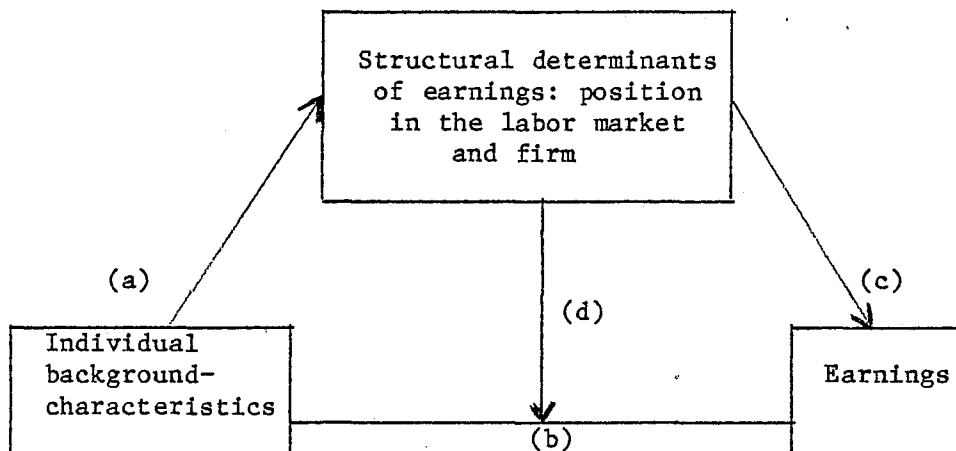 Structural determinants
of earnings: position
in the labor market
and firm
(a)
(c)
(d)
Individual
background-
characteristics
Earnings
(b)